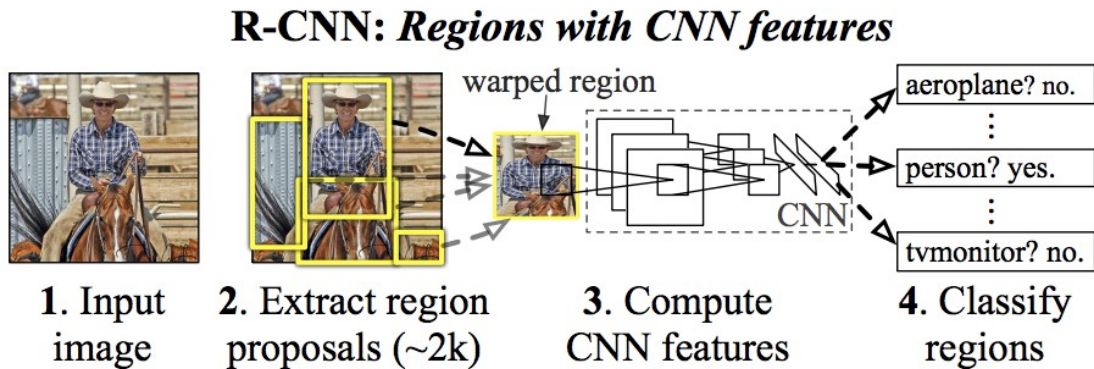 R-CNN: Regions with CNN features
warped region
aeroplane? no.
⋮
person? yes.
⋮
tvmonitor? no.
CNN
1. Input
image
2. Extract region
proposals (~2k)
3. Compute
CNN features
4. Classify
regions